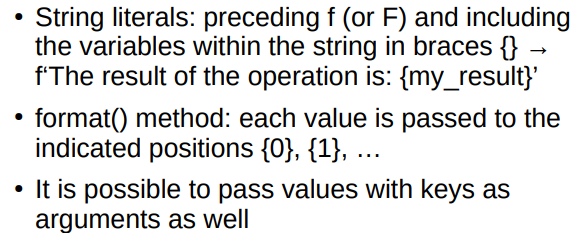 • String literals: preceding f (or F) and including
the variables within the string in braces {} →
f‘The result of the operation is: {my_result}’
• format() method: each value is passed to the
indicated positions {0}, {1}, …
• It is possible to pass values with keys as
arguments as well